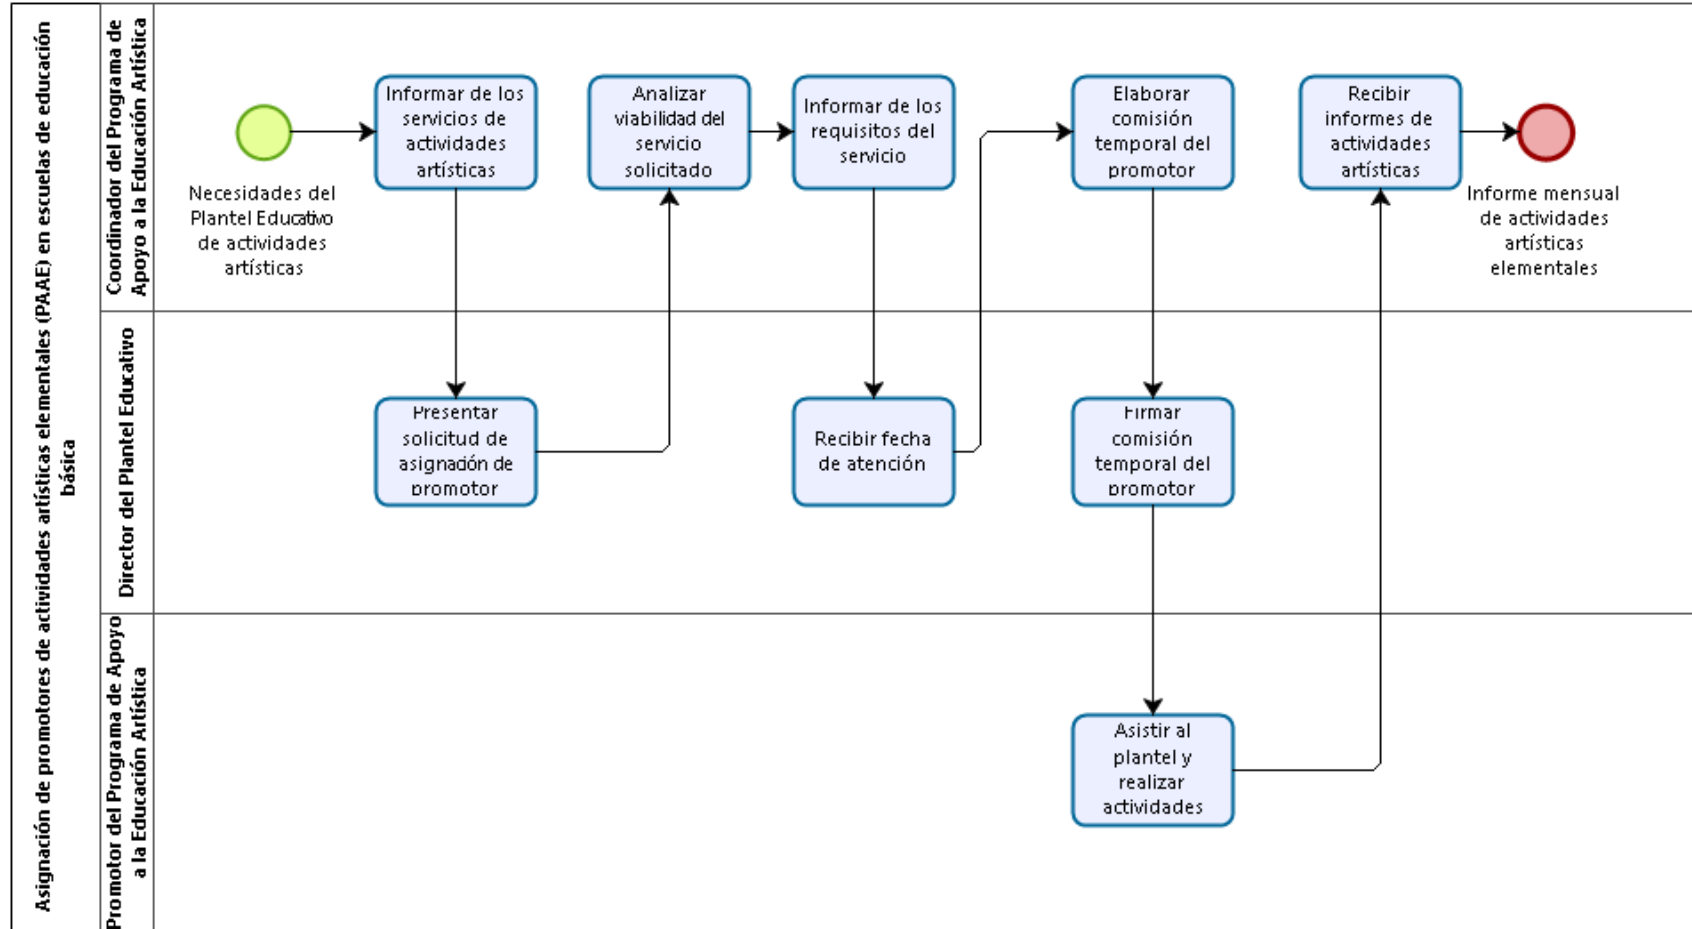 Asignación de promotores de actividades artísticas elementales (PAAE) en escuelas de educación
básica
Coordinador del Programa de
Apoyo a la Educación Artística
Necesidades del
Plantel Educativo
de actividades
artísticas
Informar de los
servicios de
actividades
artísticas
Analizar
viabilidad del
servicio
solicitado
Informar de los
requisitos del
servicio
Elaborar
comisión
temporal del
promotor
Recibir
informes de
actividades
artísticas
Informe mensual
de actividades
artísticas
elementales
Director del Plantel Educativo
Presentar
solicitud de
asignación de
promotor
Recibir fecha
de atención
Firmar
comisión
temporal del
promotor
Promotor del Programa de Apoyo
a la Educación Artística
Asistir al
plantel y
realizar
actividades